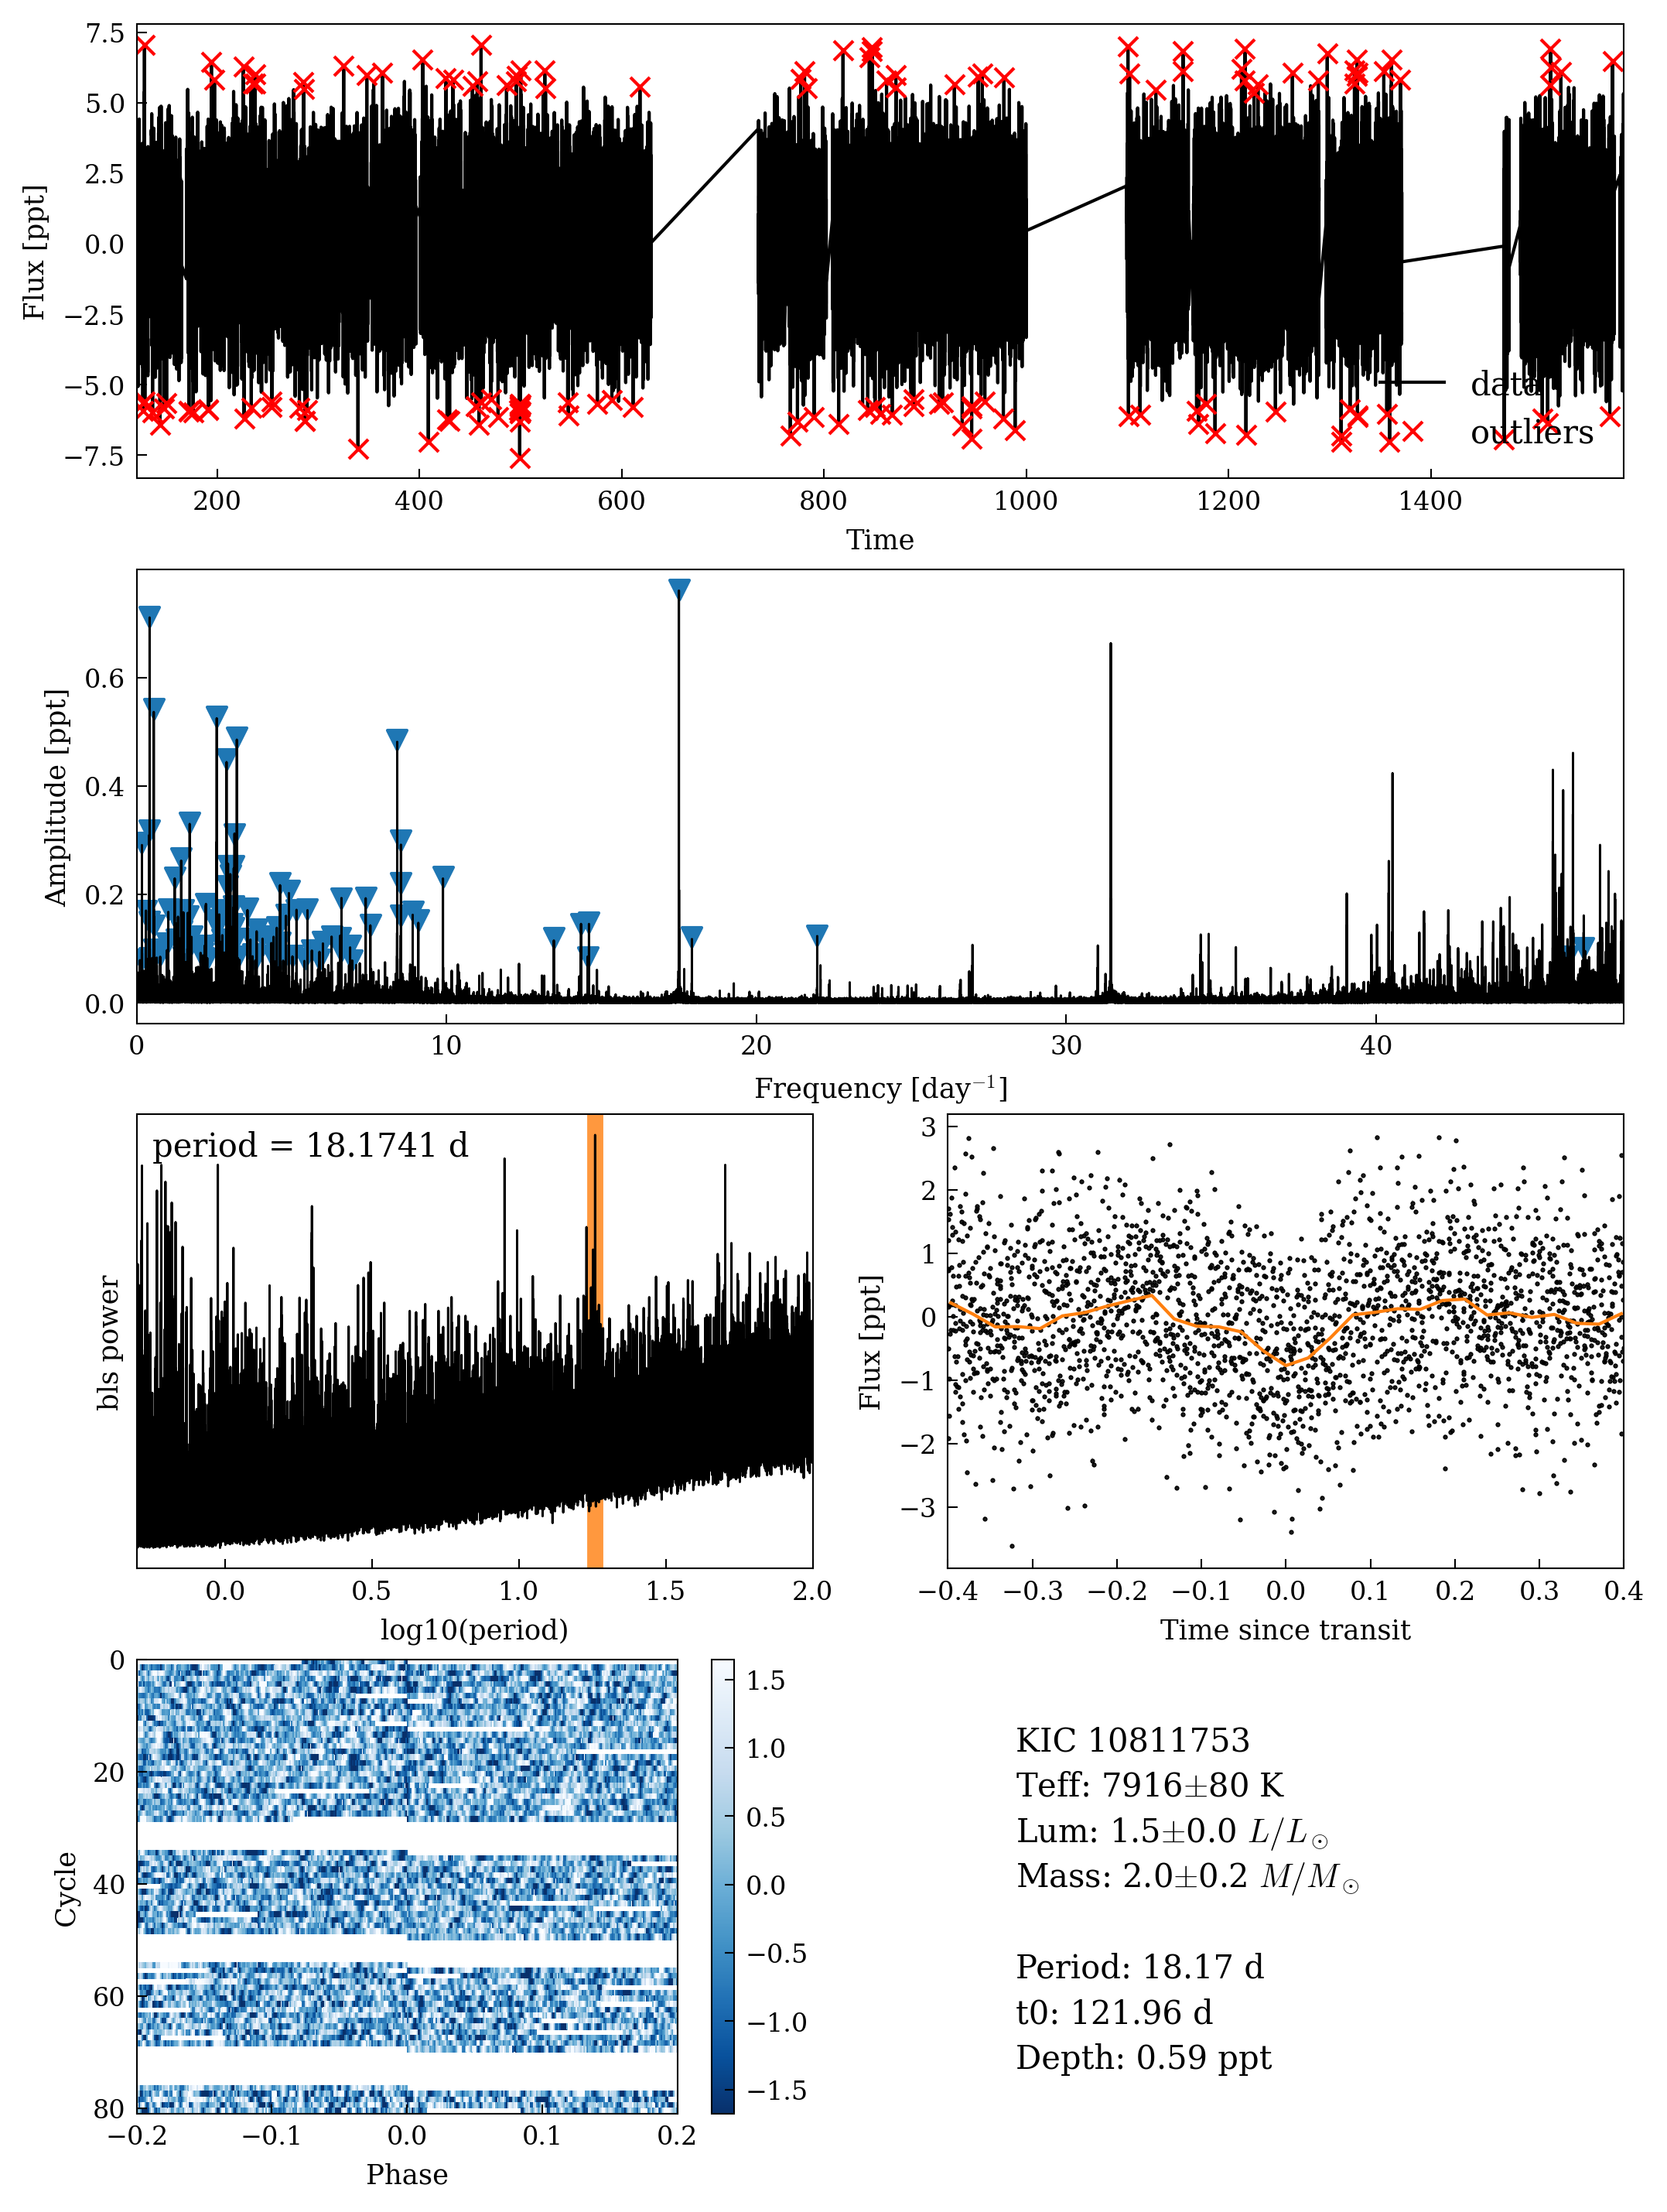 7.5
5.0
2.5
0.0
−2.5
−5.0
−7.5
Flux [ppt]
data
outliers
200 400 600 800 1000 1200 1400
Time
0.6
0.4
0.2
0.0
Amplitude [ppt]
0 10 20 30 40
Frequency [day⁻¹]
period = 18.1741 d
bls power
0.0 0.5 1.0 1.5 2.0
log10(period)
3
2
1
0
−1
−2
−3
Flux [ppt]
−0.4 −0.3 −0.2 −0.1 0.0 0.1 0.2 0.3 0.4
Time since transit
0
20
40
60
80
Cycle
−0.2 −0.1 0.0 0.1 0.2
Phase
1.5
1.0
0.5
0.0
−0.5
−1.0
−1.5
KIC 10811753
Teff: 7916±80 K
Lum: 1.5±0.0 L/L⊙
Mass: 2.0±0.2 M/M⊙
Period: 18.17 d
t0: 121.96 d
Depth: 0.59 ppt